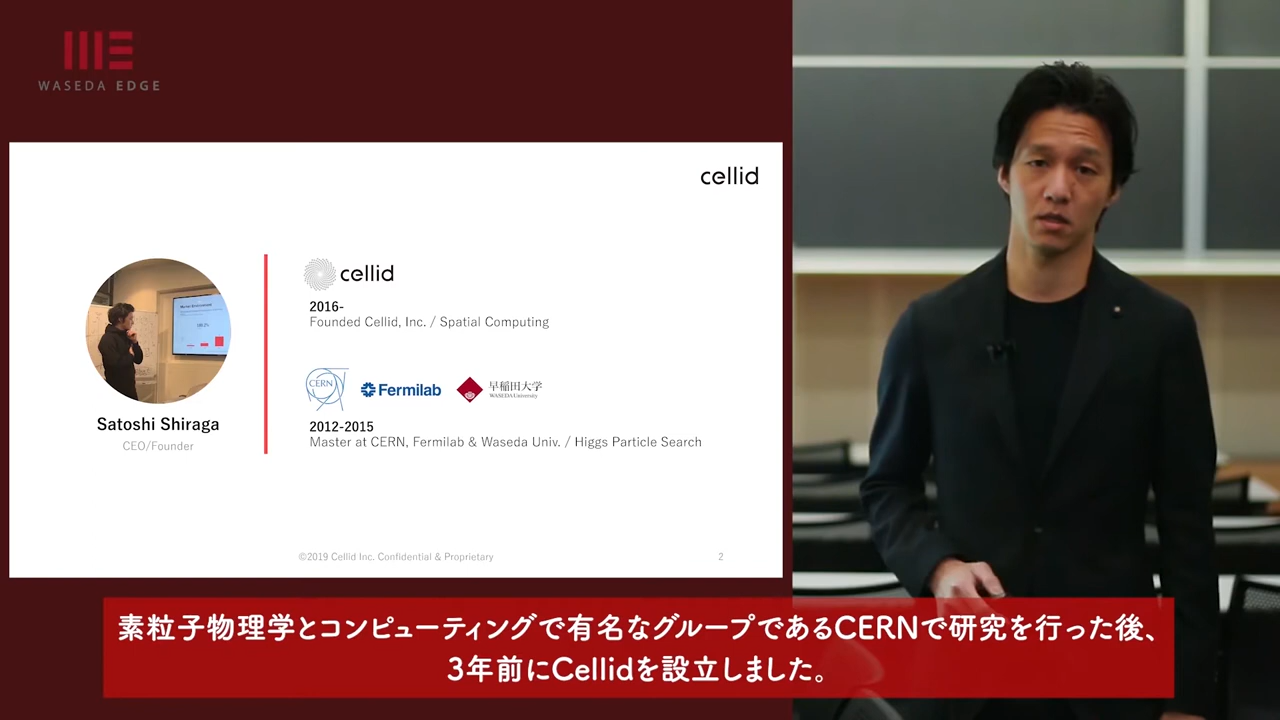 WASEDA EDGE
cellid
cellid
2016-
Founded Cellid, Inc. / Spatial Computing
CERN
Fermilab
早稲田大学
WASEDA University
2012-2015
Master at CERN, Fermilab & Waseda Univ. / Higgs Particle Search
Satoshi Shiraga
CEO/Founder
©2019 Cellid Inc. Confidential & Proprietary
2
素粒子物理学とコンピューティングで有名なグループであるCERNで研究を行った後、
3年前にCellidを設立しました。